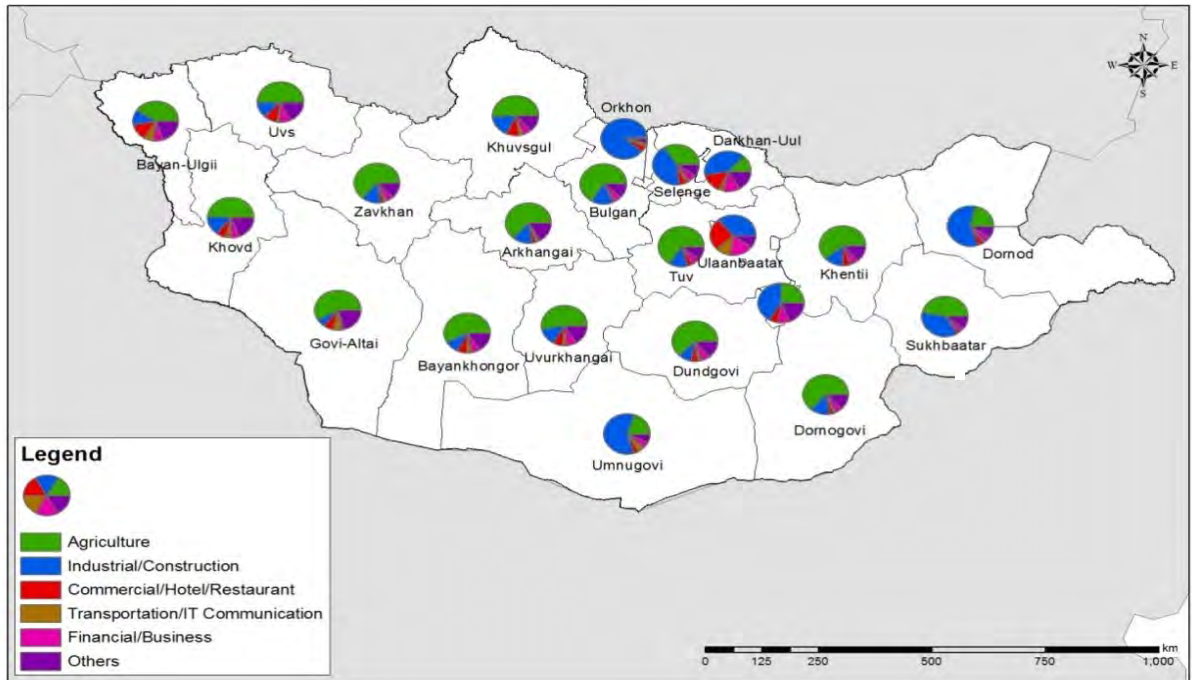 N
W E
S
Orkhon
Uvs
Khuvsgul
Darkhan-Uul
Bayan-Ulgii
Selenge
Zavkhan
Bulgan
Khovd
Arkhangai
Tuv
Ulaanbaatar
Khentii
Dornod
Govi-Altai
Bayankhongor
Uvurkhangai
Dundgovi
Sukhbaatar
Dornogovi
Umnugovi
Legend
Agriculture
Industrial/Construction
Commercial/Hotel/Restaurant
Transportation/IT Communication
Financial/Business
Others
km
0 125 250 500 750 1,000